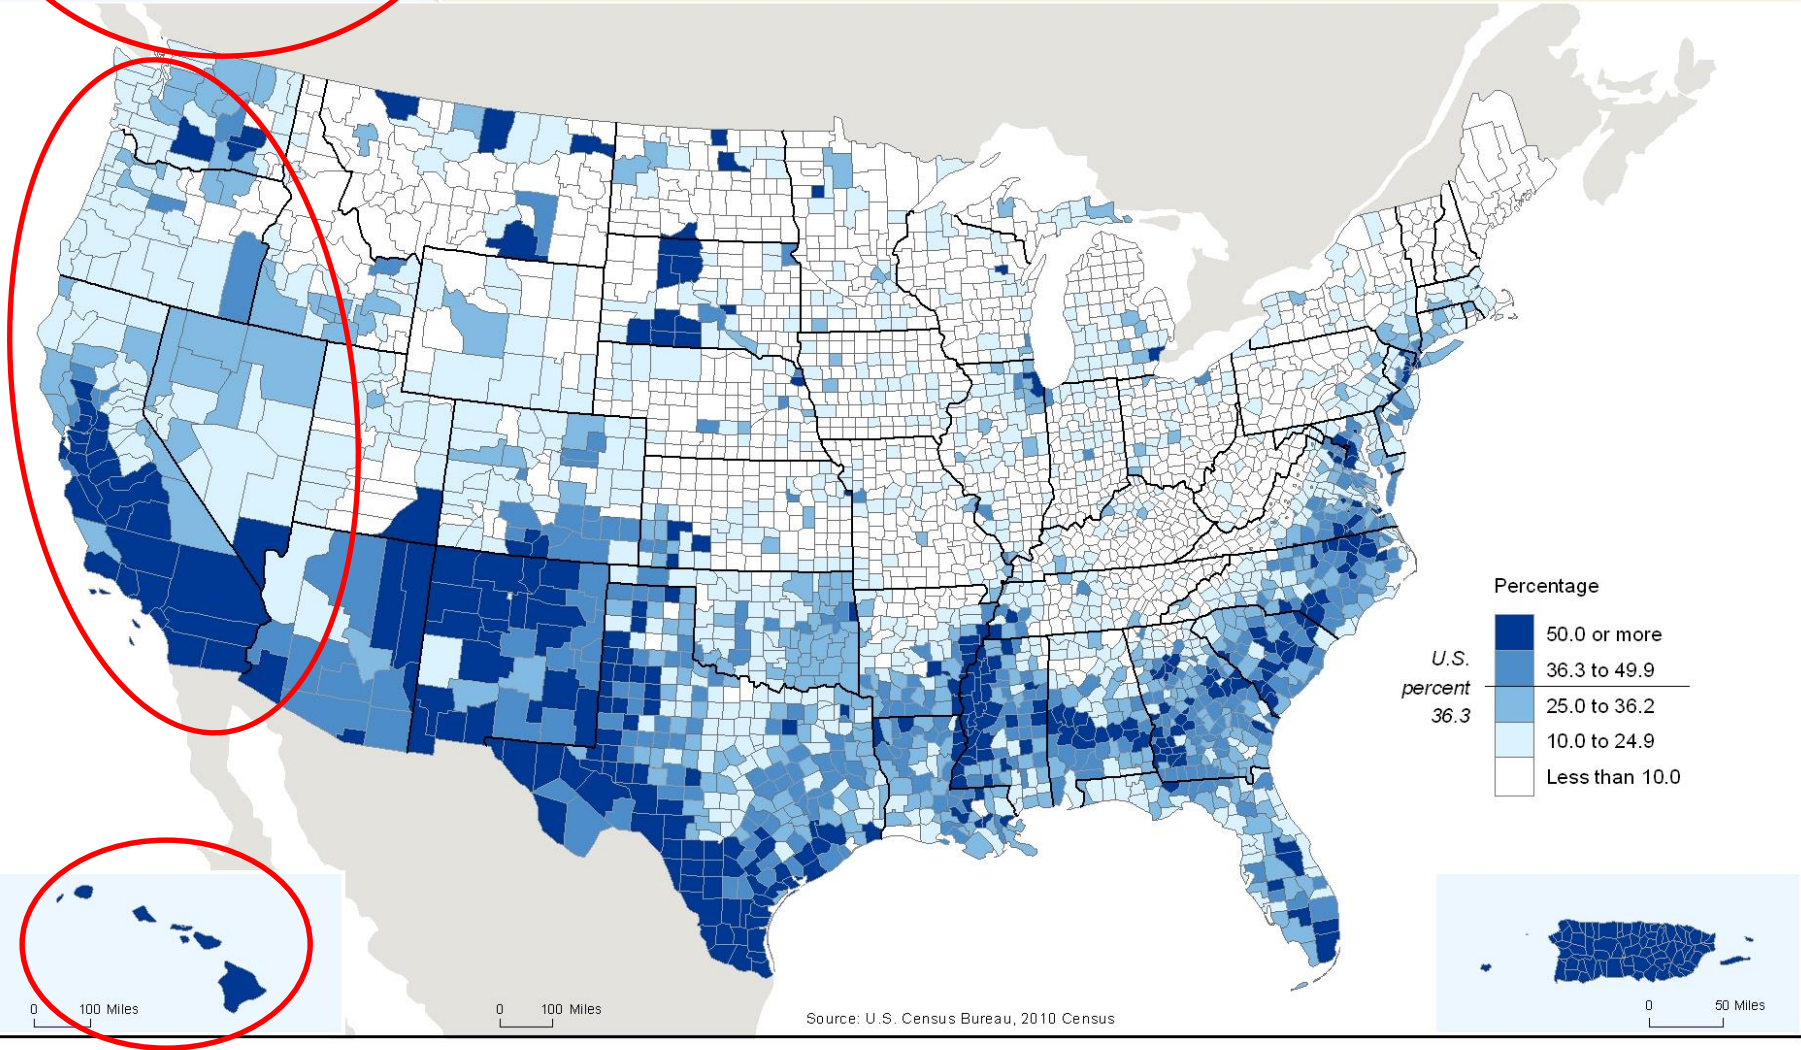 Percentage
50.0 or more
36.3 to 49.9
25.0 to 36.2
10.0 to 24.9
Less than 10.0
U.S.
percent
36.3
0 100 Miles
0 100 Miles
Source: U.S. Census Bureau, 2010 Census
0 50 Miles